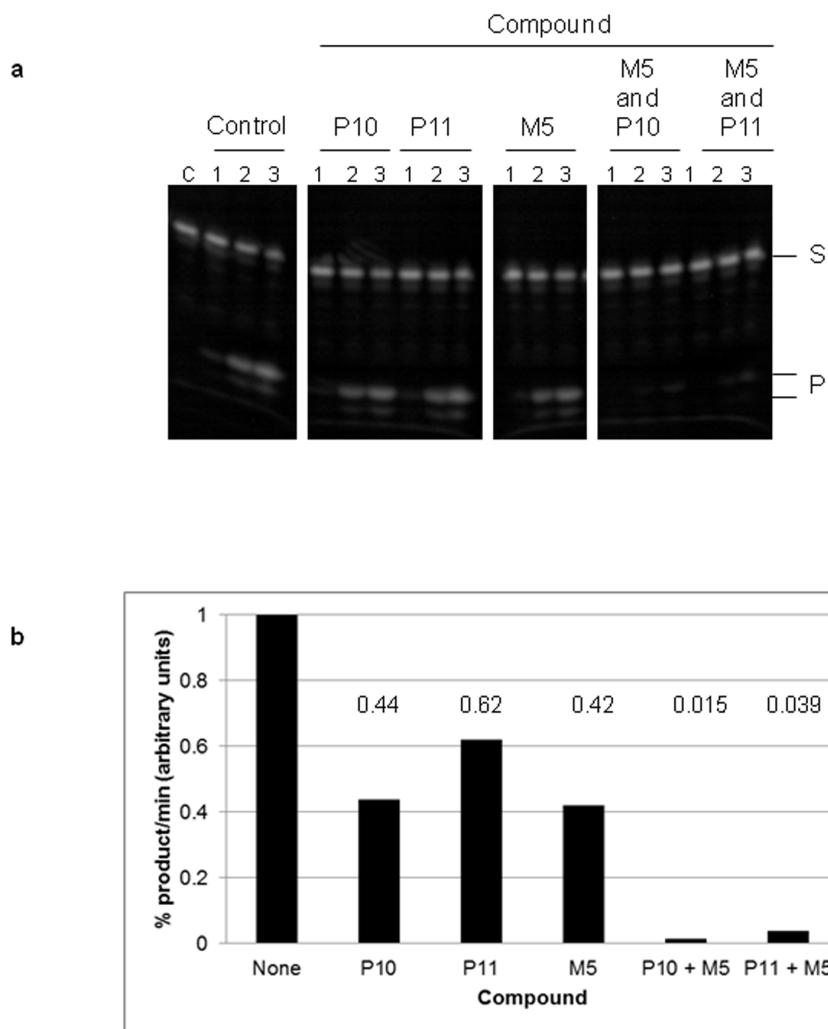 Compound
a
M5 and P10
M5 and P11
Control
P10
P11
M5
C 1 2 3
1 2 3 1 2 3
1 2 3
1 2 3 1 2 3
S
P
b
% product/min (arbitrary units)
1
0.8
0.6
0.4
0.2
0
0.44 0.62 0.42 0.015 0.039
None P10 P11 M5 P10 + M5 P11 + M5
Compound